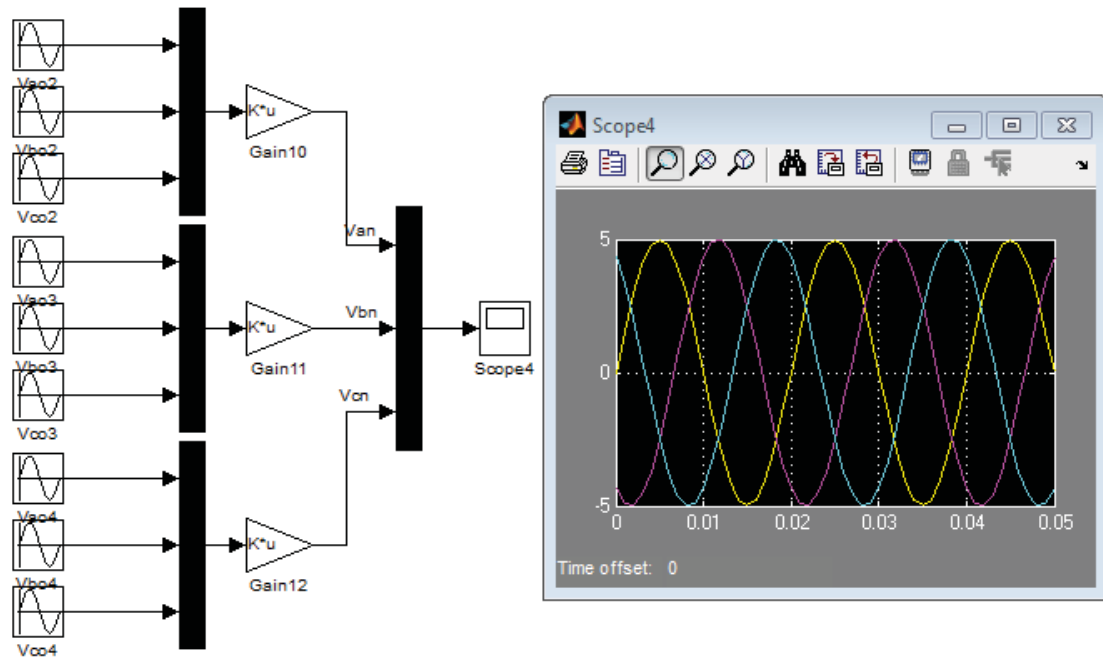 Vao2
Vbo2
Vco2
Vao3
Vbo3
Vco3
Vao4
Vbo4
Vco4
K*u
Gain10
K*u
Gain11
K*u
Gain12
Van
Vbn
Vcn
Scope4
Scope4
5
0
-5
0
0.01
0.02
0.03
0.04
0.05
Time offset: 0